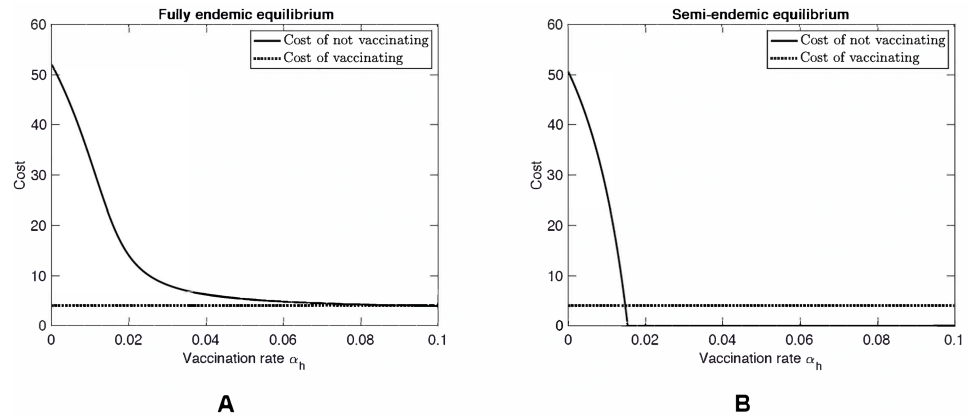 Fully endemic equilibrium
60
50
40
30
20
10
0
Cost
Cost of not vaccinating
Cost of vaccinating
0 0.02 0.04 0.06 0.08 0.1
Vaccination rate α_h
A
Semi-endemic equilibrium
60
50
40
30
20
10
0
Cost
Cost of not vaccinating
Cost of vaccinating
0 0.02 0.04 0.06 0.08 0.1
Vaccination rate α_h
B